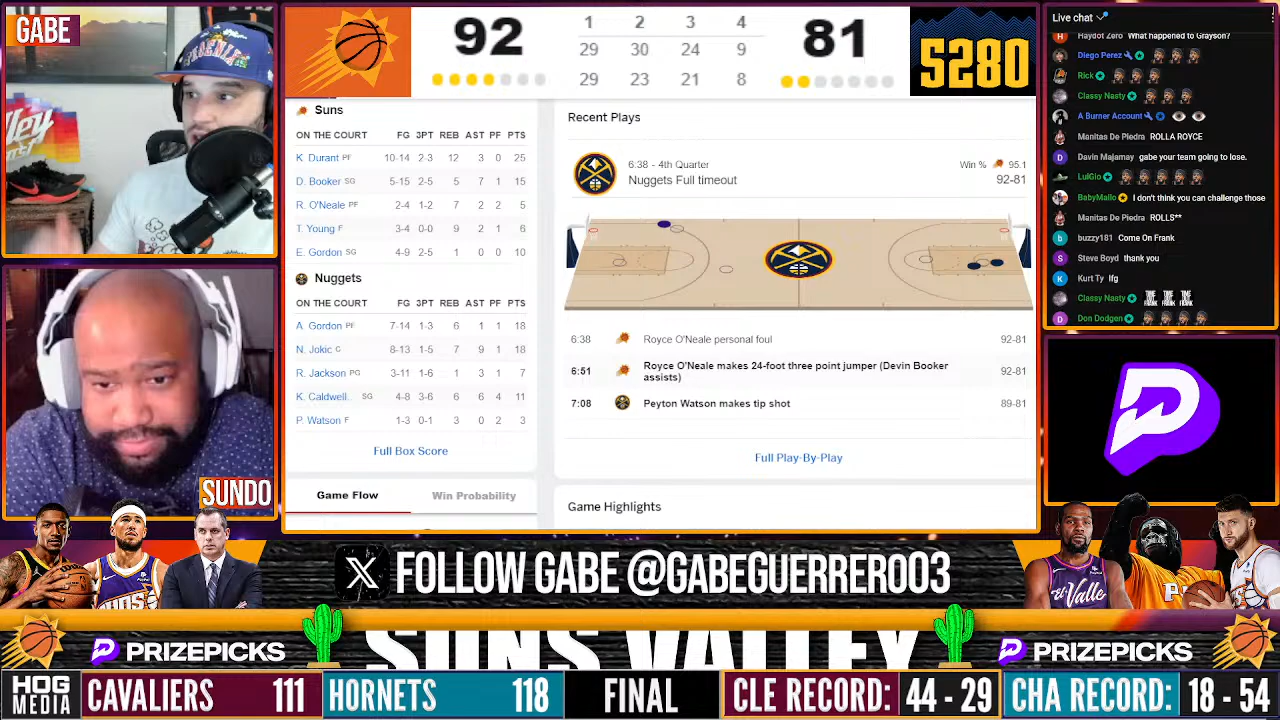 GABE
92
1 2 3 4
29 30 24 9
29 23 21 8
81
5280
Suns
ON THE COURT FG 3PT REB AST PF PTS
K. Durant PF 10-14 2-3 12 3 0 25
D. Booker SG 5-15 2-5 5 7 1 15
R. O'Neale PF 2-4 1-2 7 2 2 5
T. Young F 3-4 0-0 9 2 1 6
E. Gordon SG 4-9 2-5 1 0 0 10
Nuggets
ON THE COURT FG 3PT REB AST PF PTS
A. Gordon PF 7-14 1-3 6 1 1 18
N. Jokic C 8-13 1-5 7 9 1 18
R. Jackson PG 3-11 1-6 1 3 1 7
K. Caldwell.. SG 4-8 3-6 6 6 4 11
P. Watson F 1-3 0-1 3 0 2 3
Full Box Score
Game Flow Win Probability
Recent Plays
6:38 - 4th Quarter
Nuggets Full timeout
Win % 95.1
92-81
6:38 Royce O'Neale personal foul 92-81
6:51 Royce O'Neale makes 24-foot three point jumper (Devin Booker
assists) 92-81
7:08 Peyton Watson makes tip shot 89-81
Full Play-By-Play
Game Highlights
Live chat
Haydot Zero What happened to Grayson?
Diego Perez
Rick
Classy Nasty
A Burner Account
Manitas De Piedra ROLLA ROYCE
Davin Majamay gabe your team going to lose.
LulGio
BabyMallo I don't think you can challenge those
Manitas De Piedra ROLLS**
buzzy181 Come On Frank
Steve Boyd thank you
Kurt Ty lfg
Classy Nasty
Don Dodgen
SUNDO
X FOLLOW GABE @GABEGUERRERO03
PRIZEPICKS SUNS VALLEY PRIZEPICKS
HOG
MEDIA
CAVALIERS 111 HORNETS 118 FINAL CLE RECORD: 44 - 29 CHA RECORD: 18 - 54